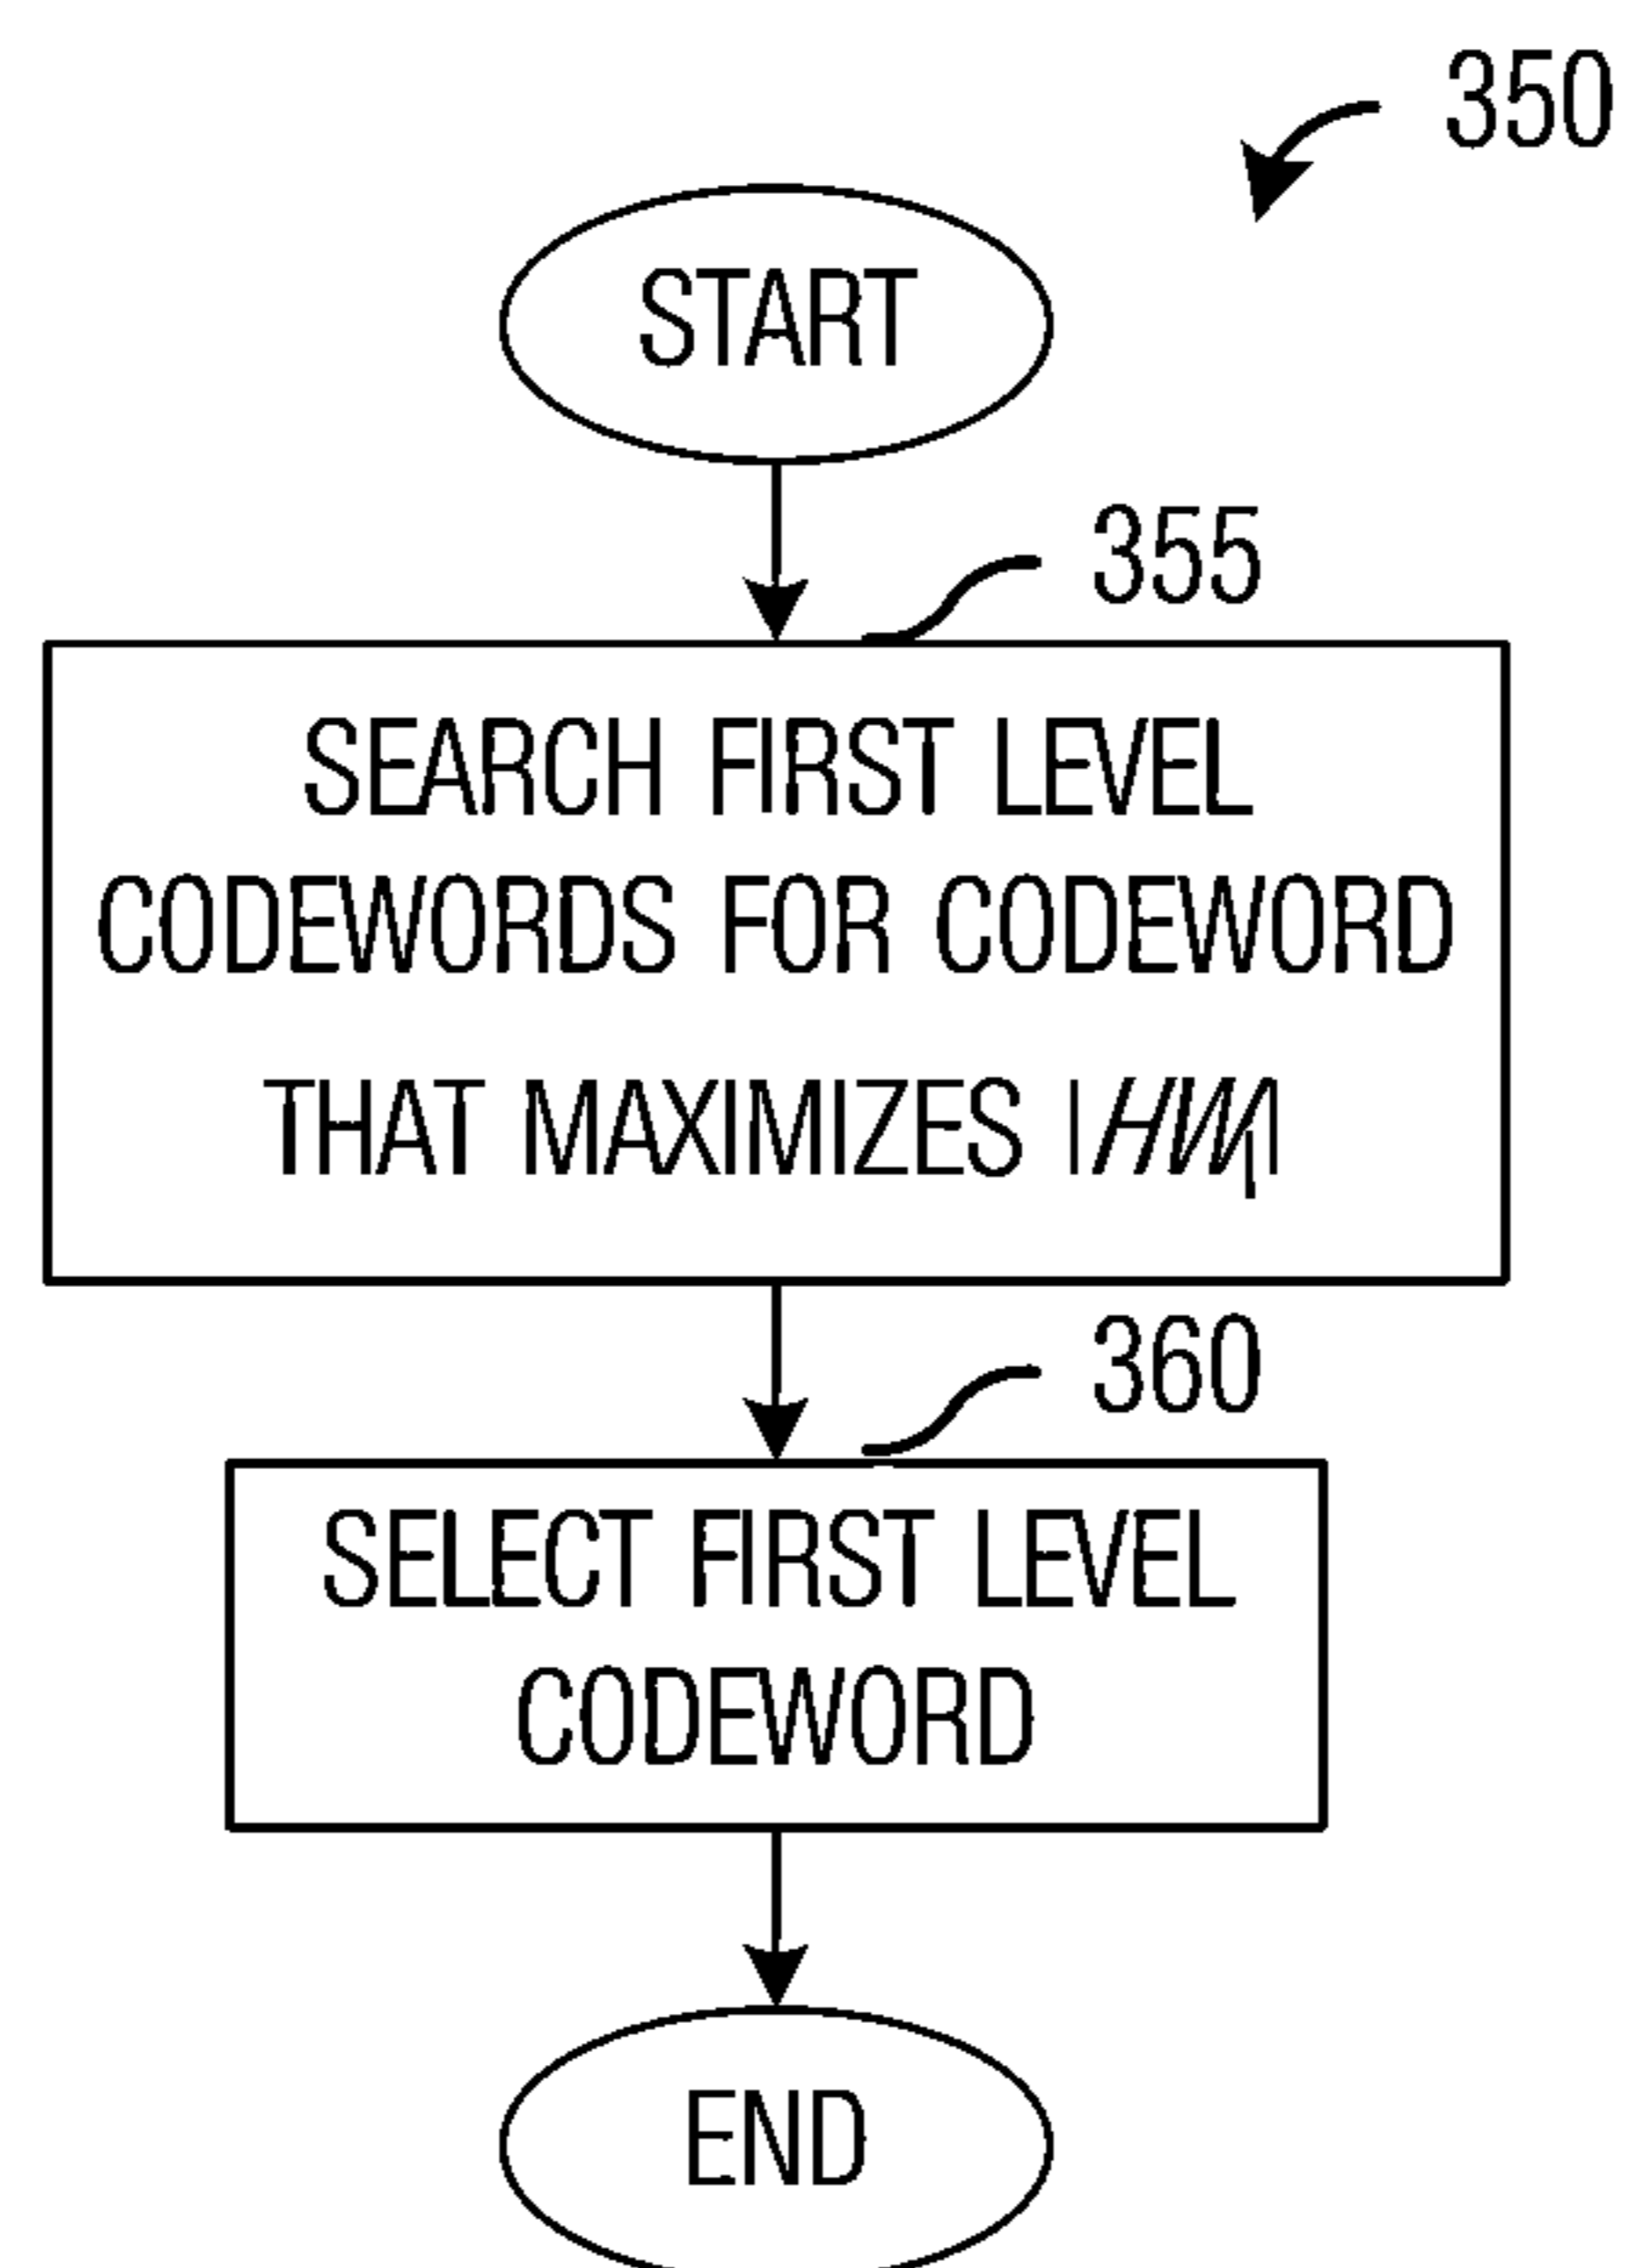 350
START
355
SEARCH FIRST LEVEL
CODEWORDS FOR CODEWORD
THAT MAXIMIZES |HW₁|
360
SELECT FIRST LEVEL
CODEWORD
END